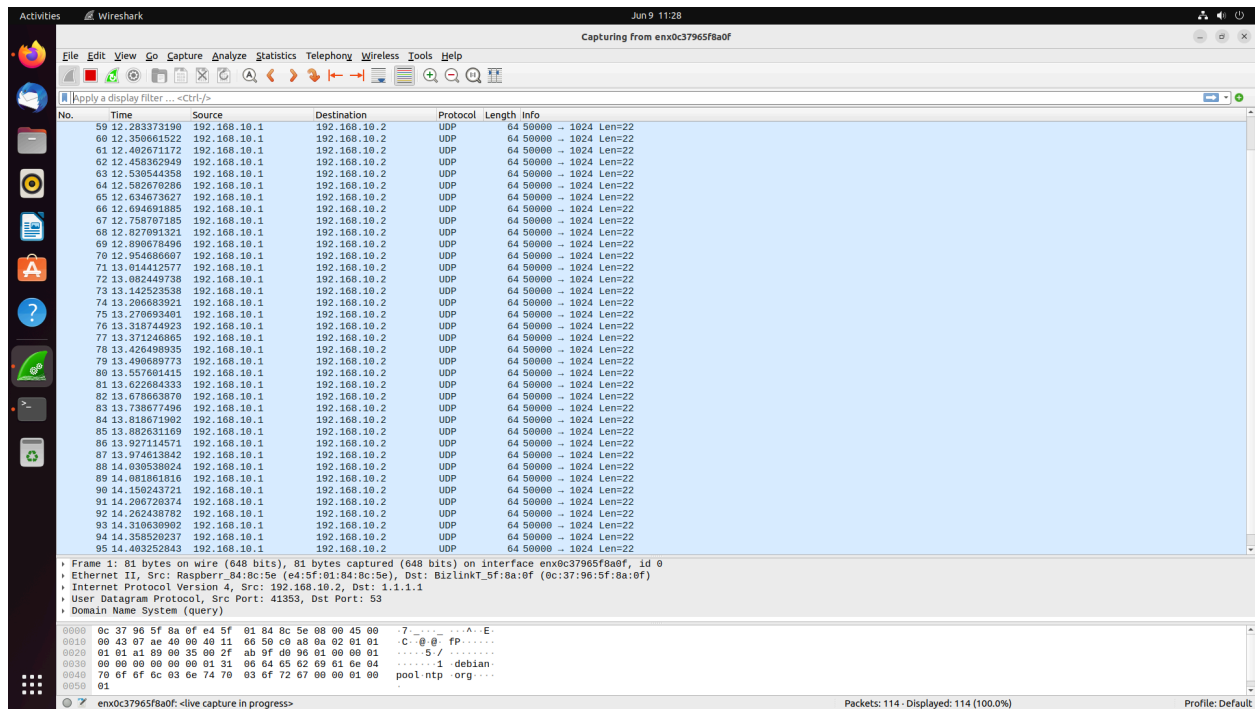 Activities Wireshark Jun 9 11:28
Capturing from enx0c37965f8a0f
File Edit View Go Capture Analyze Statistics Telephony Wireless Tools Help
Apply a display filter … <Ctrl-/>
No. Time Source Destination Protocol Length Info
59 12.283373190 192.168.10.1 192.168.10.2 UDP 64 50000 → 1024 Len=22
60 12.350661522 192.168.10.1 192.168.10.2 UDP 64 50000 → 1024 Len=22
61 12.402671172 192.168.10.1 192.168.10.2 UDP 64 50000 → 1024 Len=22
62 12.458362949 192.168.10.1 192.168.10.2 UDP 64 50000 → 1024 Len=22
63 12.530544358 192.168.10.1 192.168.10.2 UDP 64 50000 → 1024 Len=22
64 12.582670286 192.168.10.1 192.168.10.2 UDP 64 50000 → 1024 Len=22
65 12.634673627 192.168.10.1 192.168.10.2 UDP 64 50000 → 1024 Len=22
66 12.694691885 192.168.10.1 192.168.10.2 UDP 64 50000 → 1024 Len=22
67 12.758707185 192.168.10.1 192.168.10.2 UDP 64 50000 → 1024 Len=22
68 12.827091321 192.168.10.1 192.168.10.2 UDP 64 50000 → 1024 Len=22
69 12.890678496 192.168.10.1 192.168.10.2 UDP 64 50000 → 1024 Len=22
70 12.954686607 192.168.10.1 192.168.10.2 UDP 64 50000 → 1024 Len=22
71 13.014412577 192.168.10.1 192.168.10.2 UDP 64 50000 → 1024 Len=22
72 13.082449738 192.168.10.1 192.168.10.2 UDP 64 50000 → 1024 Len=22
73 13.142523538 192.168.10.1 192.168.10.2 UDP 64 50000 → 1024 Len=22
74 13.206683921 192.168.10.1 192.168.10.2 UDP 64 50000 → 1024 Len=22
75 13.270693401 192.168.10.1 192.168.10.2 UDP 64 50000 → 1024 Len=22
76 13.318744923 192.168.10.1 192.168.10.2 UDP 64 50000 → 1024 Len=22
77 13.371246865 192.168.10.1 192.168.10.2 UDP 64 50000 → 1024 Len=22
78 13.426498935 192.168.10.1 192.168.10.2 UDP 64 50000 → 1024 Len=22
79 13.490689773 192.168.10.1 192.168.10.2 UDP 64 50000 → 1024 Len=22
80 13.557601415 192.168.10.1 192.168.10.2 UDP 64 50000 → 1024 Len=22
81 13.622684333 192.168.10.1 192.168.10.2 UDP 64 50000 → 1024 Len=22
82 13.678663870 192.168.10.1 192.168.10.2 UDP 64 50000 → 1024 Len=22
83 13.738677496 192.168.10.1 192.168.10.2 UDP 64 50000 → 1024 Len=22
84 13.818671902 192.168.10.1 192.168.10.2 UDP 64 50000 → 1024 Len=22
85 13.882631169 192.168.10.1 192.168.10.2 UDP 64 50000 → 1024 Len=22
86 13.927114571 192.168.10.1 192.168.10.2 UDP 64 50000 → 1024 Len=22
87 13.974613842 192.168.10.1 192.168.10.2 UDP 64 50000 → 1024 Len=22
88 14.030538024 192.168.10.1 192.168.10.2 UDP 64 50000 → 1024 Len=22
89 14.081861816 192.168.10.1 192.168.10.2 UDP 64 50000 → 1024 Len=22
90 14.150243721 192.168.10.1 192.168.10.2 UDP 64 50000 → 1024 Len=22
91 14.206720374 192.168.10.1 192.168.10.2 UDP 64 50000 → 1024 Len=22
92 14.262438782 192.168.10.1 192.168.10.2 UDP 64 50000 → 1024 Len=22
93 14.310630902 192.168.10.1 192.168.10.2 UDP 64 50000 → 1024 Len=22
94 14.358520237 192.168.10.1 192.168.10.2 UDP 64 50000 → 1024 Len=22
95 14.403252843 192.168.10.1 192.168.10.2 UDP 64 50000 → 1024 Len=22
Frame 1: 81 bytes on wire (648 bits), 81 bytes captured (648 bits) on interface enx0c37965f8a0f, id 0
Ethernet II, Src: Raspberr_84:8c:5e (e4:5f:01:84:8c:5e), Dst: BizlinkT_5f:8a:0f (0c:37:96:5f:8a:0f)
Internet Protocol Version 4, Src: 192.168.10.2, Dst: 1.1.1.1
User Datagram Protocol, Src Port: 41353, Dst Port: 53
Domain Name System (query)
0000 0c 37 96 5f 8a 0f e4 5f 01 84 8c 5e 08 00 45 00 ·7·_···_ ···^··E·
0010 00 43 07 ae 40 00 40 11 66 50 c0 a8 0a 02 01 01 ·C··@·@· fP······
0020 01 01 a1 89 00 35 00 2f ab 9f d0 96 01 00 00 01 ·····5·/ ········
0030 00 00 00 00 00 00 01 31 06 64 65 62 69 61 6e 04 ·······1 ·debian·
0040 70 6f 6f 6c 03 6e 74 70 03 6f 72 67 00 00 01 00 pool·ntp ·org····
0050 01 ·
enx0c37965f8a0f: <live capture in progress> Packets: 114 · Displayed: 114 (100.0%) Profile: Default